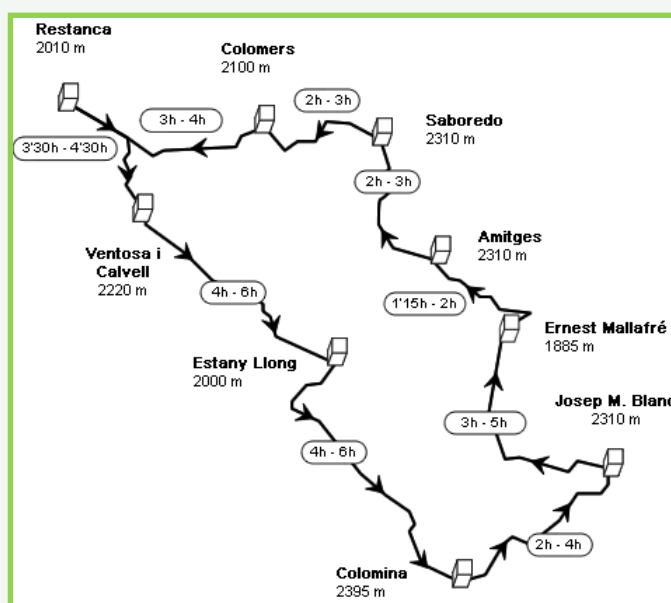 Restanca
2010 m
Colomers
2100 m
2h - 3h
3h - 4h
Saboredo
2310 m
3'30h - 4'30h
2h - 3h
Ventosa i
Calvell
2220 m
Amitges
2310 m
4h - 6h
1'15h - 2h
Ernest Mallafré
1885 m
Estany Llong
2000 m
Josep M. Blanc
2310 m
3h - 5h
4h - 6h
2h - 4h
Colomina
2395 m